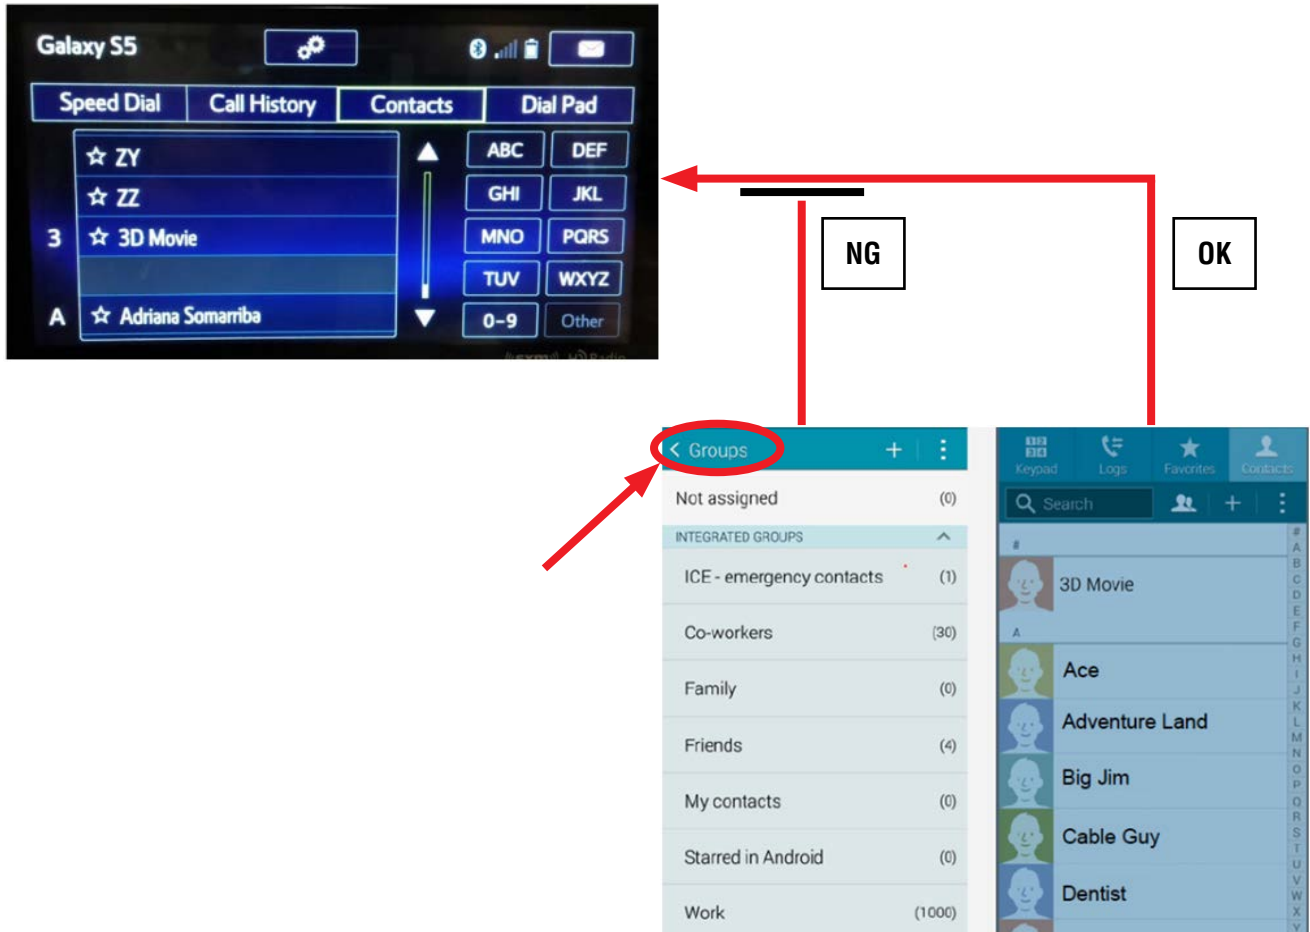 Galaxy S5
Speed Dial Call History Contacts Dial Pad
☆ ZY
☆ ZZ
3 ☆ 3D Movie
A ☆ Adriana Somarriba
ABC DEF
GHI JKL
MNO PQRS
TUV WXYZ
0-9 Other
NG
OK
< Groups + ⋮
Not assigned (0)
INTEGRATED GROUPS
ICE - emergency contacts (1)
Co-workers (30)
Family (0)
Friends (4)
My contacts (0)
Starred in Android (0)
Work (1000)
Keypad Logs Favorites Contacts
Search + ⋮
#
3D Movie
A
Ace
Adventure Land
Big Jim
Cable Guy
Dentist
#
A
B
C
D
E
F
G
H
I
J
K
L
M
N
O
P
Q
R
S
T
U
V
W
X
Y